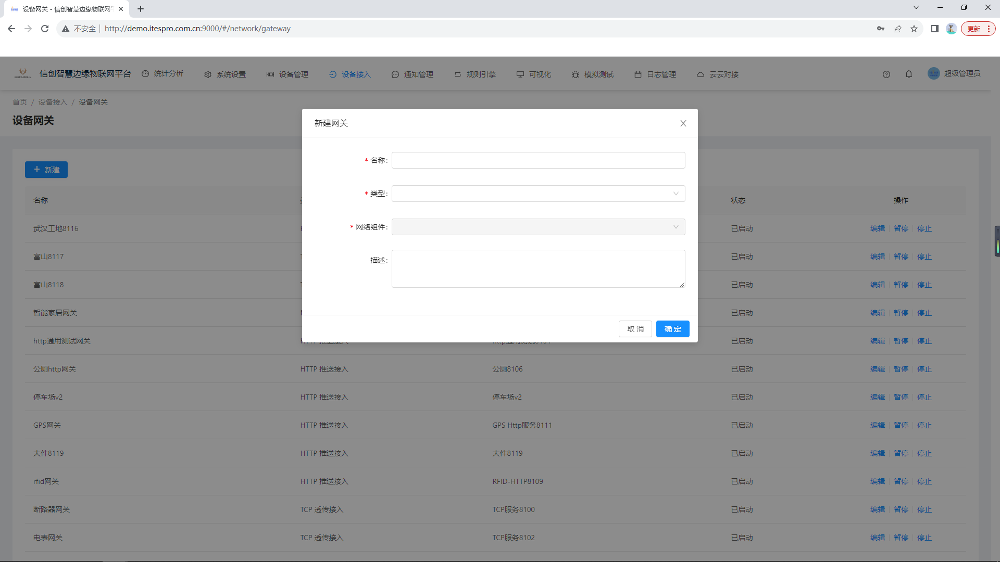 设备网关 - 信创智慧边缘物联网平
不安全 http://demo.itespro.com.cn:9000/#/network/gateway 更新
信创智慧边缘物联网平台 统计分析 系统设置 设备管理 设备接入 通知管理 规则引擎 可视化 模拟测试 日志管理 云云对接 超级管理员
首页 / 设备接入 / 设备网关
设备网关
新建网关
* 名称:
* 类型:
* 网络组件:
描述:
取 消 确 定
新建
名称 状态 操作
武汉工地8116 已启动 编辑 暂停 停止
富山8117 已启动 编辑 暂停 停止
富山8118 已启动 编辑 暂停 停止
智能家居网关 已启动 编辑 暂停 停止
http通用测试网关 已启动 编辑 暂停 停止
公厕http网关 HTTP 推送接入 公厕8106 已启动 编辑 暂停 停止
停车场v2 HTTP 推送接入 停车场v2 已启动 编辑 暂停 停止
GPS网关 HTTP 推送接入 GPS Http服务8111 已启动 编辑 暂停 停止
大件8119 HTTP 推送接入 大件8119 已启动 编辑 暂停 停止
rfid网关 HTTP 推送接入 RFID-HTTP8109 已启动 编辑 暂停 停止
断路器网关 TCP 透传接入 TCP服务8100 已启动 编辑 暂停 停止
电表网关 TCP 透传接入 TCP服务8102 已启动 编辑 暂停 停止